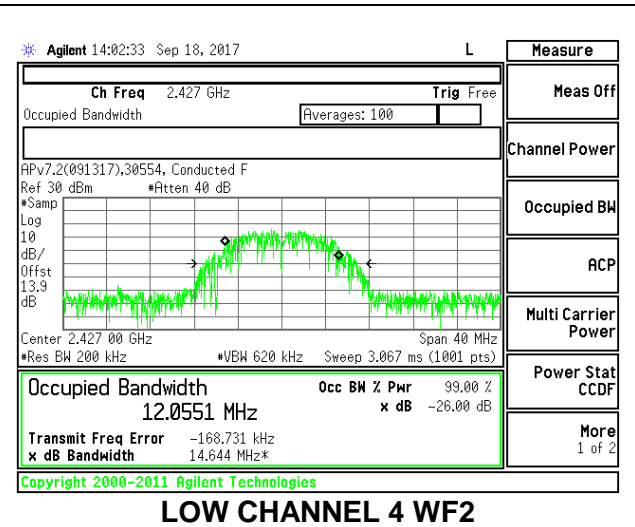 Agilent 14:02:33 Sep 18, 2017 L
Measure
Ch Freq 2.427 GHz Trig Free
Occupied Bandwidth Averages: 100
APv7.2(091317),30554, Conducted F
Ref 30 dBm #Atten 40 dB
#Samp
Log
10
dB/
Offst
13.9
dB
Center 2.427 00 GHz Span 40 MHz
#Res BW 200 kHz #VBW 620 kHz Sweep 3.067 ms (1001 pts)
Occupied Bandwidth Occ BW % Pwr 99.00 %
12.0551 MHz x dB -26.00 dB
Transmit Freq Error -168.731 kHz
x dB Bandwidth 14.644 MHz*
Copyright 2000-2011 Agilent Technologies
Meas Off
Channel Power
Occupied BW
ACP
Multi Carrier
Power
Power Stat
CCDF
More
1 of 2
LOW CHANNEL 4 WF2